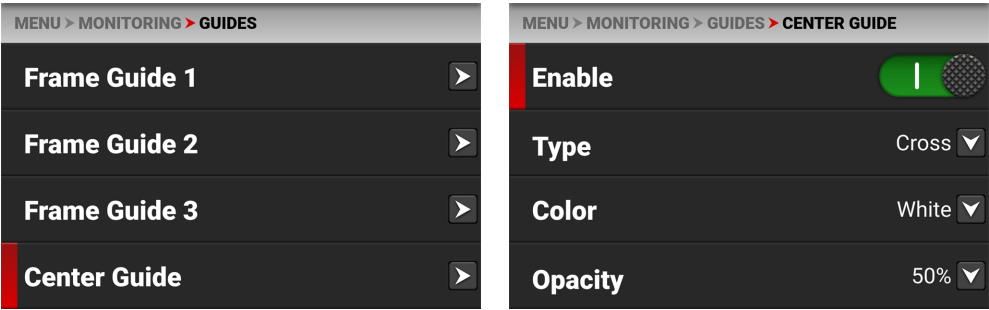 MENU > MONITORING > GUIDES
Frame Guide 1
Frame Guide 2
Frame Guide 3
Center Guide
MENU > MONITORING > GUIDES > CENTER GUIDE
Enable
Type Cross
Color White
Opacity 50%